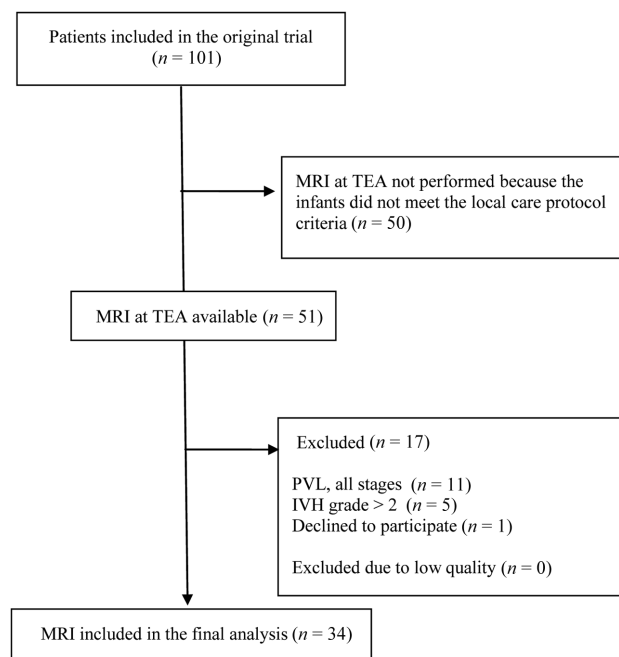 Patients included in the original trial
(n = 101)
MRI at TEA not performed because the
infants did not meet the local care protocol
criteria (n = 50)
MRI at TEA available (n = 51)
Excluded (n = 17)
PVL, all stages (n = 11)
IVH grade > 2 (n = 5)
Declined to participate (n = 1)
Excluded due to low quality (n = 0)
MRI included in the final analysis (n = 34)